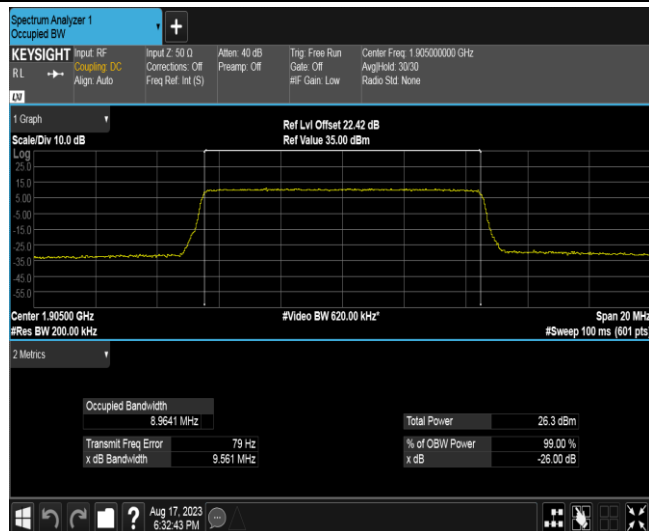 Spectrum Analyzer 1
Occupied BW
KEYSIGHT
RL
Input: RF
Coupling: DC
Align: Auto
Input Z: 50 Ω
Corrections: Off
Freq Ref: Int (S)
Atten: 40 dB
Preamp: Off
Trig: Free Run
Gate: Off
#IF Gain: Low
Center Freq: 1.905000000 GHz
Avg|Hold: 30/30
Radio Std: None
1 Graph
Scale/Div 10.0 dB
Ref Lvl Offset 22.42 dB
Ref Value 35.00 dBm
Log
25.0
15.0
5.00
-5.00
-15.0
-25.0
-35.0
-45.0
-55.0
Center 1.90500 GHz
#Res BW 200.00 kHz
#Video BW 620.00 kHz*
Span 20 MHz
#Sweep 100 ms (601 pts)
2 Metrics
Occupied Bandwidth
8.9641 MHz
Transmit Freq Error 79 Hz
x dB Bandwidth 9.561 MHz
Total Power 26.3 dBm
% of OBW Power 99.00 %
x dB -26.00 dB
?
Aug 17, 2023
6:32:43 PM